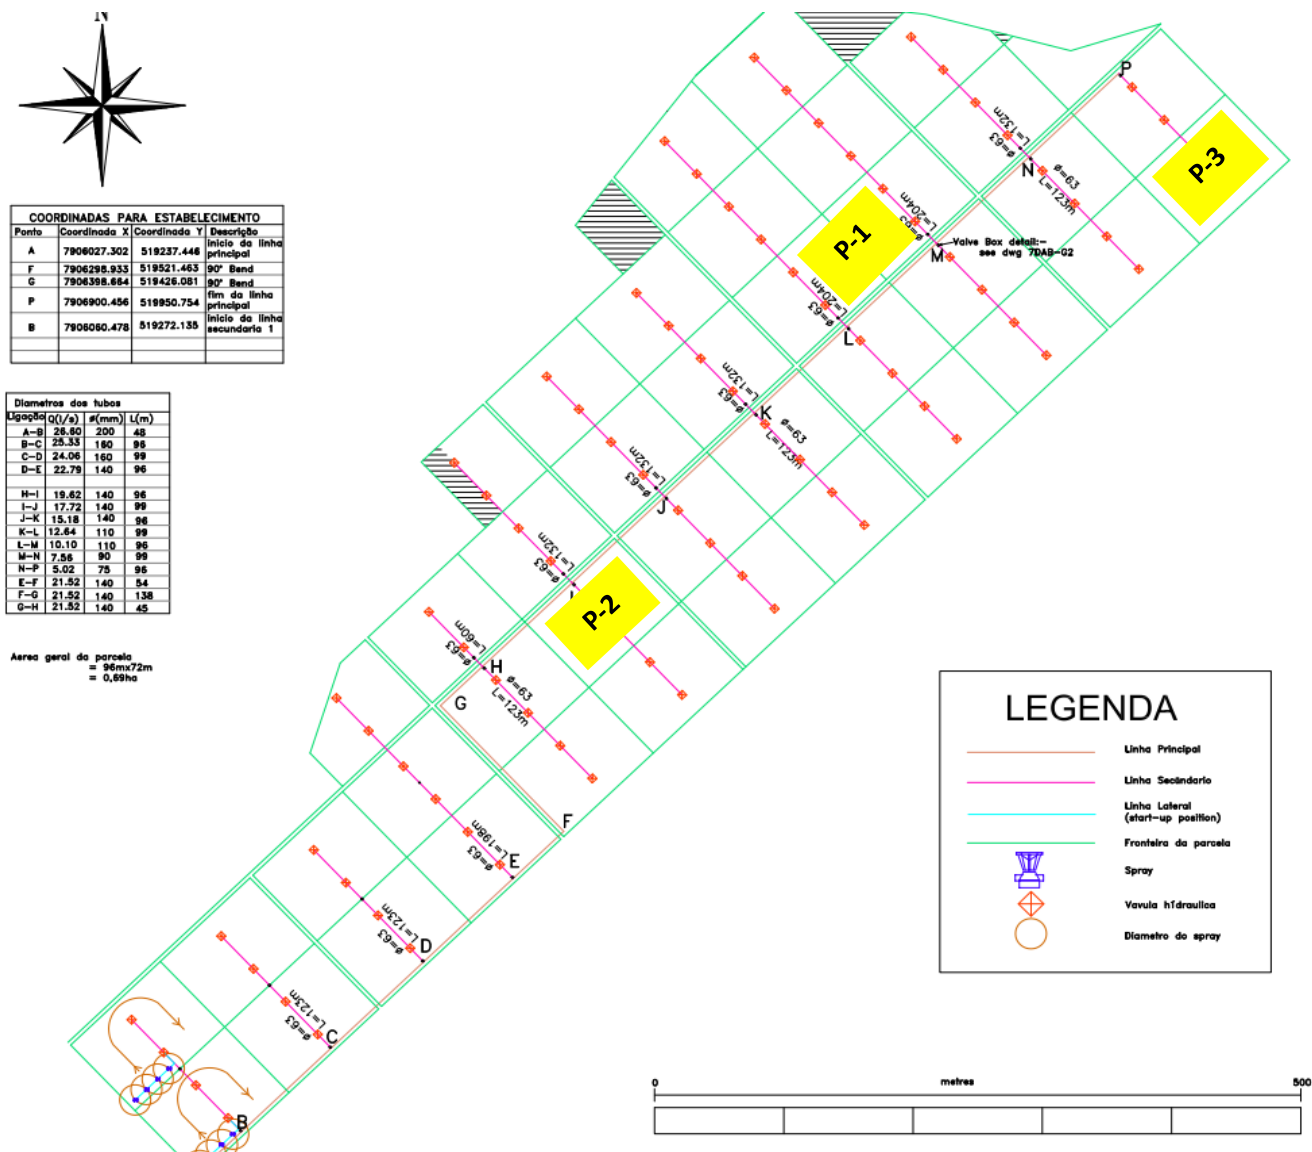 N
COORDINADAS PARA ESTABELECIMENTO
Ponto Coordinada X Coordinada Y Descrição
A 7906027.302 519237.446 inicio da linha principal
F 7906298.933 519521.463 90° Bend
G 7906398.664 519426.081 90° Bend
P 7906900.456 519950.754 fim da linha principal
B 7906060.478 519272.135 inicio da linha secundaria 1
Diametros dos tubos
Ligação Q(l/s) ø(mm) L(m)
A-B 26.60 200 48
B-C 25.33 160 96
C-D 24.06 160 99
D-E 22.79 140 96
H-I 19.62 140 96
I-J 17.72 140 99
J-K 15.18 140 96
K-L 12.64 110 99
L-M 10.10 110 96
M-N 7.56 90 99
N-P 5.02 75 96
E-F 21.52 140 54
F-G 21.52 140 138
G-H 21.52 140 45
Aerea geral da parcela
= 96mx72m
= 0,69ha
P
P-3
L=132m
ø=63
N
ø=63
L=123m
P-1
L=204m
ø=63
M
Valve Box detail:-
see dwg 7DAB-G2
L=204m
ø=63
L
L=132m
ø=63
K
ø=63
L=123m
L=132m
ø=63
J
L=132m
ø=63
P-2
L=60m
ø=63
H
ø=63
L=123m
G
F
L=198m
ø=63
E
L=123m
ø=63
D
L=123m
ø=63
C
B
LEGENDA
Linha Principal
Linha Secündario
Linha Lateral
(start-up position)
Fronteira da parcela
Spray
Vavula hídraulica
Diametro do spray
0 metres 500